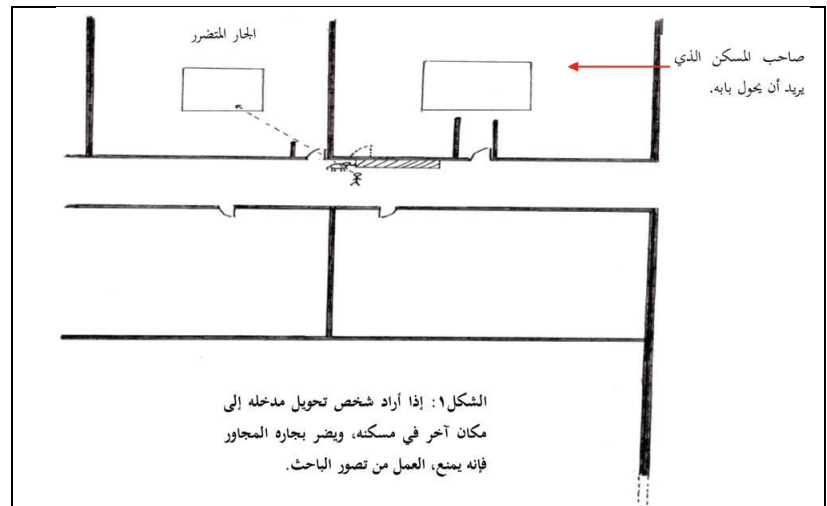 الجار المتضرر
صاحب المسكن الذي
يريد أن يحول بابه.
الشكل١: إذا أراد شخص تحويل مدخله إلى
مكان آخر في مسكنه، ويضر بجاره المجاور
فإنه يمنع، العمل من تصور الباحث.